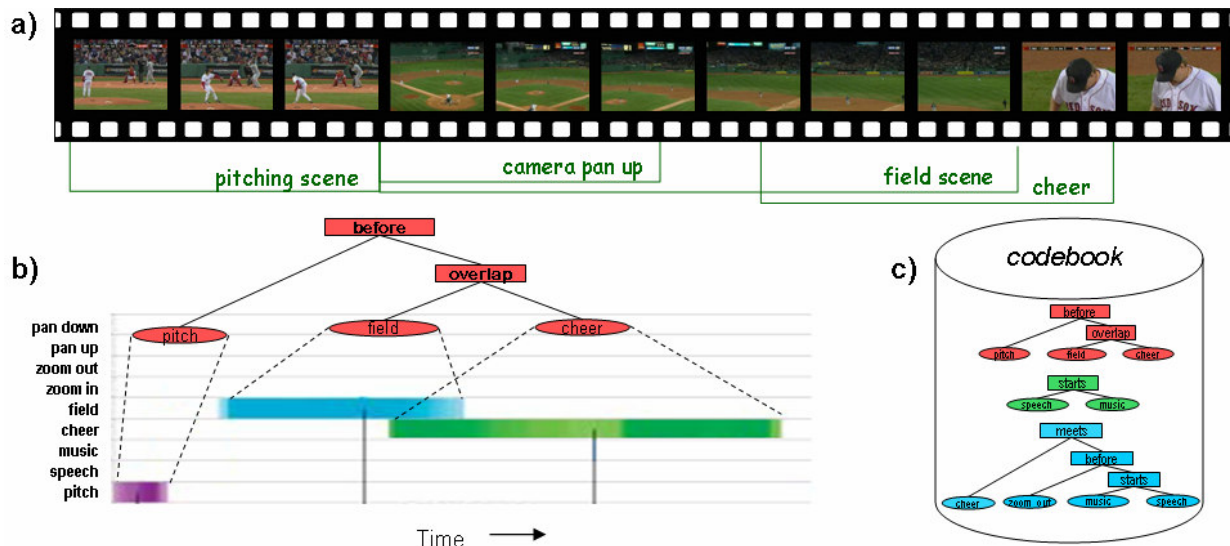 a)
RED SOX
pitching scene
camera pan up
field scene
cheer
b)
before
overlap
pitch
field
cheer
pan down
pan up
zoom out
zoom in
field
cheer
music
speech
pitch
Time
c)
codebook
before
overlap
pitch
field
cheer
starts
speech
music
meets
before
starts
cheer
zoom out
music
speech